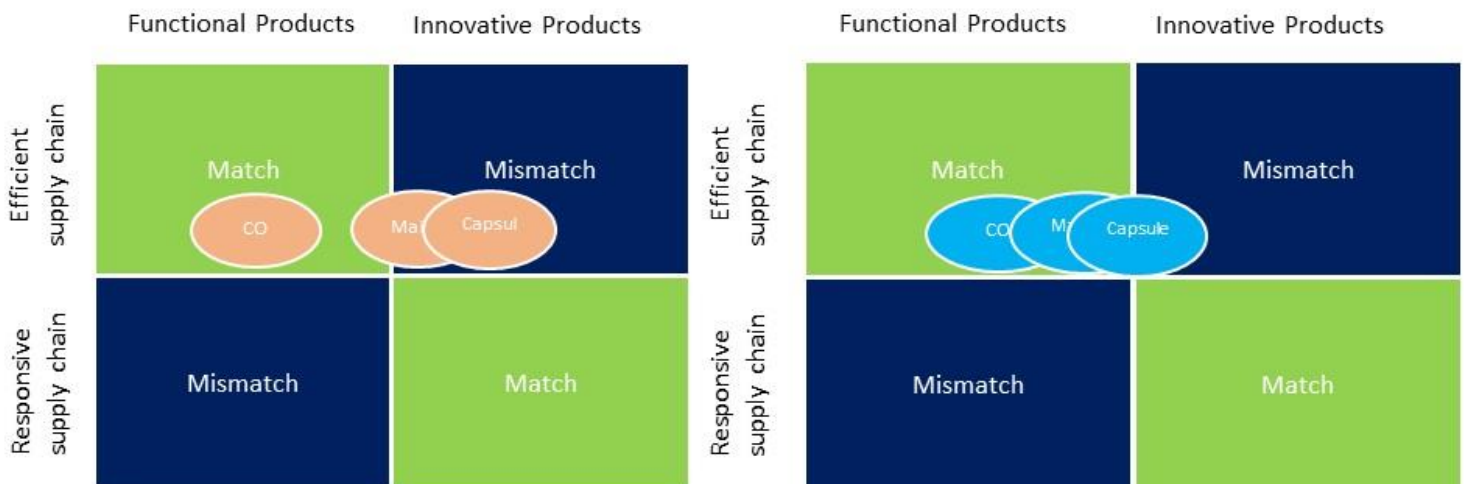 Functional Products
Innovative Products
Efficient
supply chain
Match
Mismatch
CO
Capsul
Responsive
supply chain
Mismatch
Match
Functional Products
Innovative Products
Efficient
supply chain
Match
Mismatch
CO
Capsule
Responsive
supply chain
Mismatch
Match